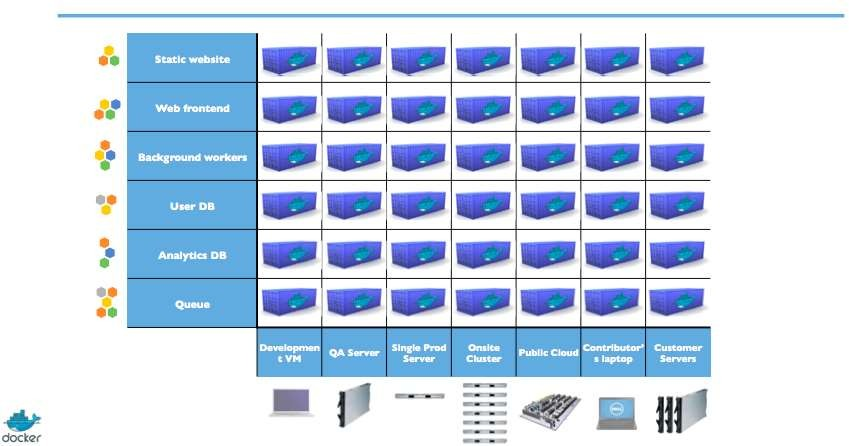 Static website
Web frontend
Background workers
User DB
Analytics DB
Queue
Developmen
t VM
QA Server
Single Prod
Server
Onsite
Cluster
Public Cloud
Contributor'
s laptop
Customer
Servers
DELL
docker